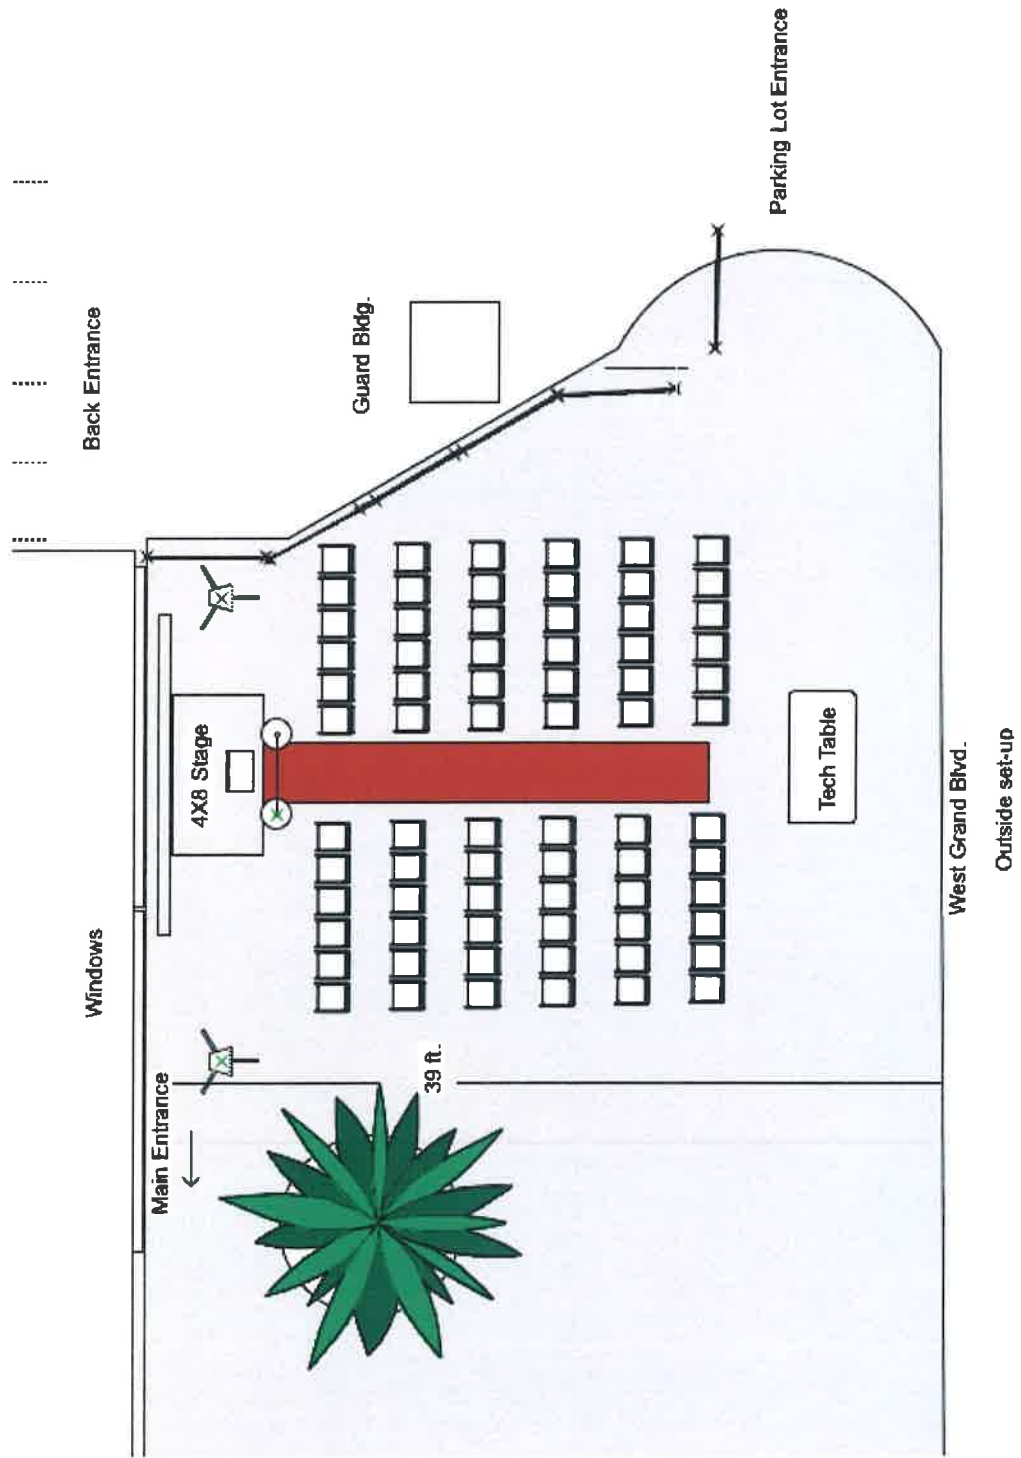 Back Entrance
Parking Lot Entrance
Guard Bldg.
Windows
4X8 Stage
Main Entrance
39 ft.
Tech Table
West Grand Blvd.
Outside set-up